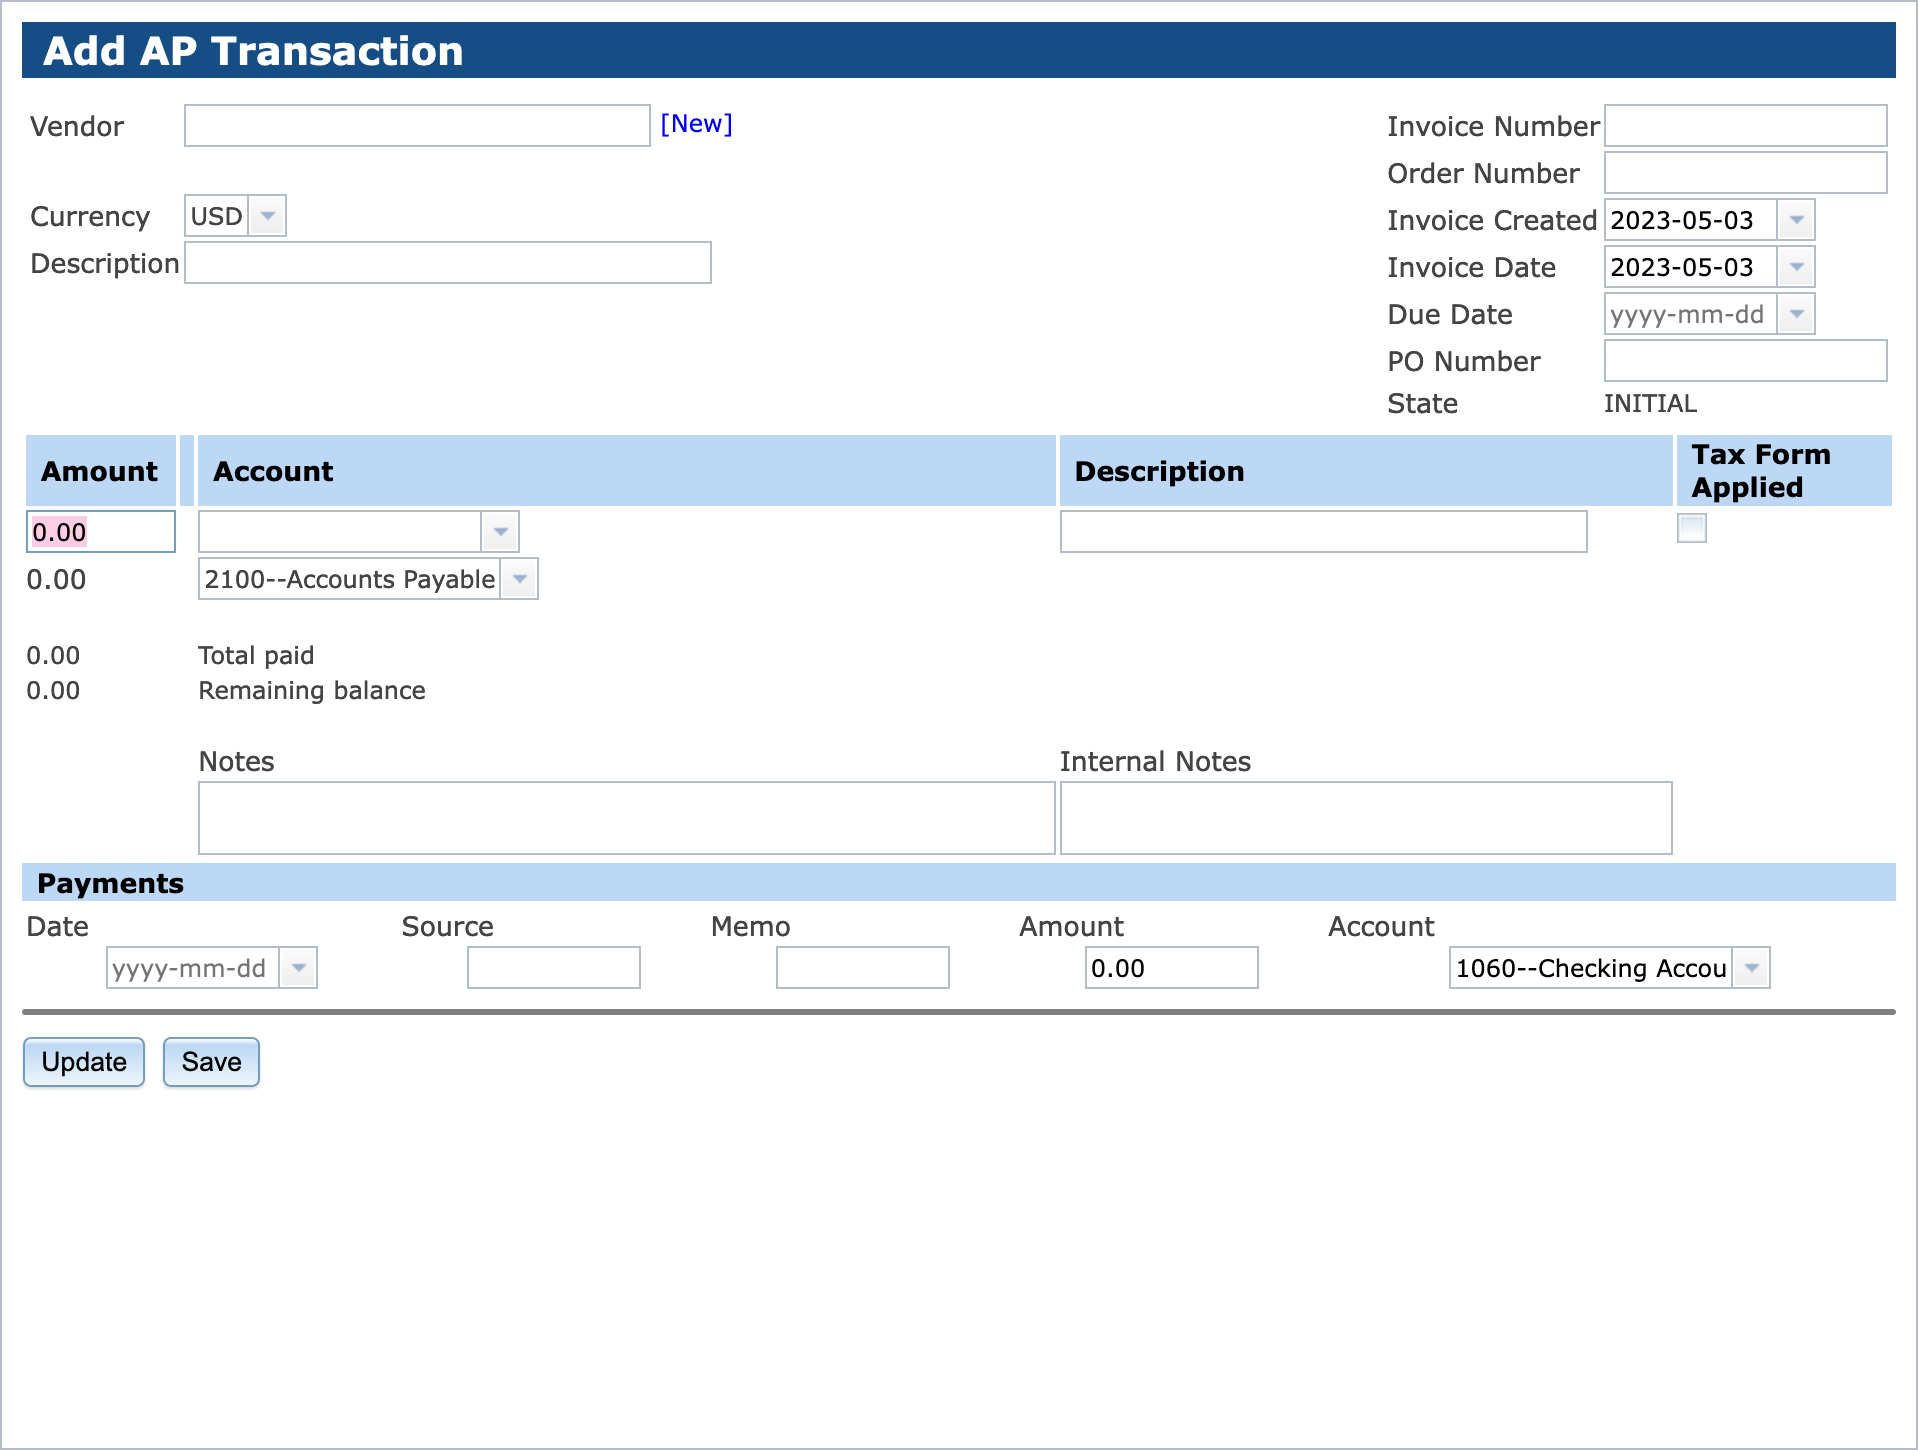 Add AP Transaction
Vendor [New]
Currency USD
Description
Invoice Number
Order Number
Invoice Created 2023-05-03
Invoice Date 2023-05-03
Due Date yyyy-mm-dd
PO Number
State INITIAL
Amount Account Description Tax Form Applied
0.00
0.00 2100--Accounts Payable
0.00 Total paid
0.00 Remaining balance
Notes Internal Notes
Payments
Date Source Memo Amount Account
yyyy-mm-dd 0.00 1060--Checking Accou
Update Save